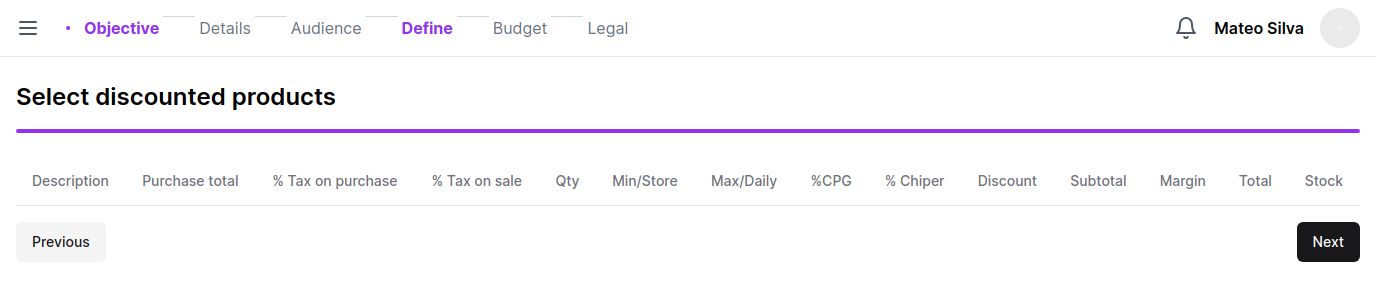 Objective Details Audience Define Budget Legal Mateo Silva
Select discounted products
Description Purchase total % Tax on purchase % Tax on sale Qty Min/Store Max/Daily %CPG % Chiper Discount Subtotal Margin Total Stock
Previous Next